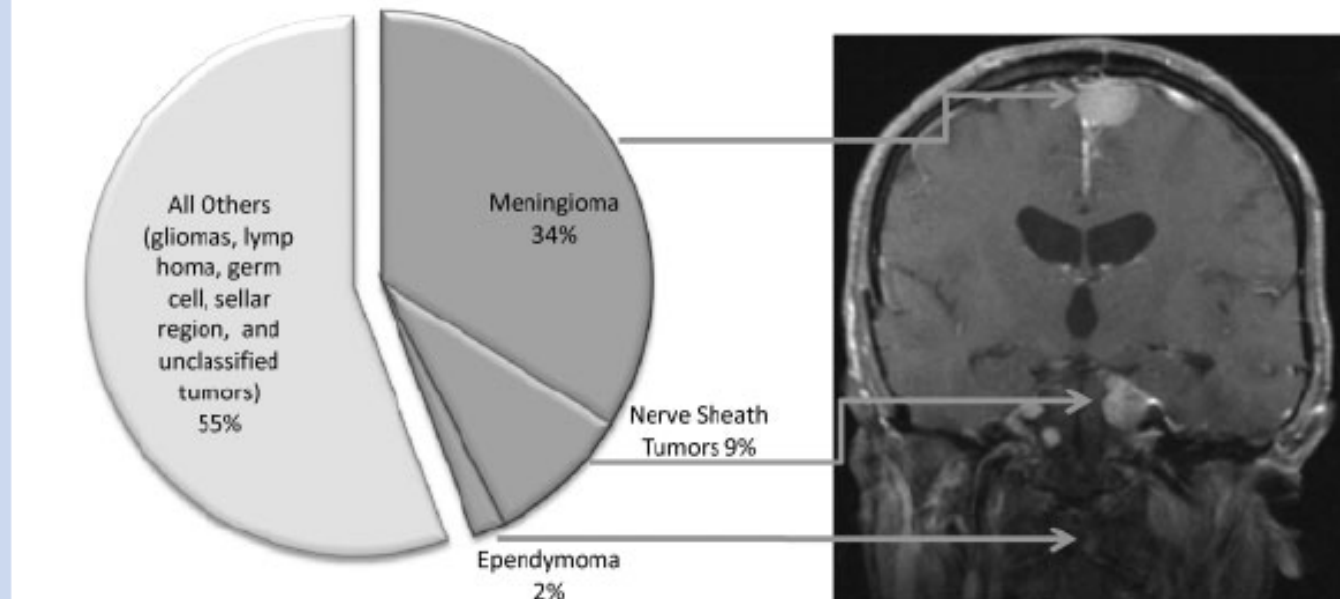 All Others
(gliomas, lymp
homa, germ
cell, sellar
region, and
unclassified
tumors)
55%
Meningioma
34%
Nerve Sheath
Tumors 9%
Ependymoma
2%